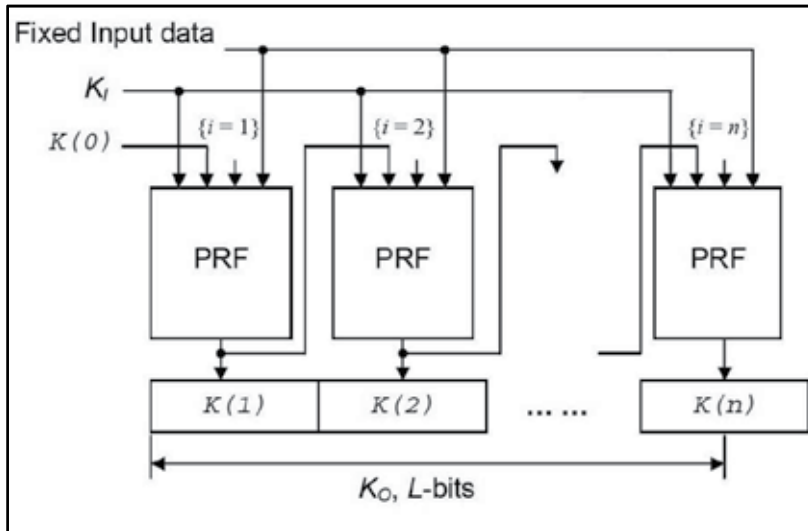 Fixed Input data
K_I
K(0)
{i = 1} {i = 2} {i = n}
PRF PRF PRF
K(1) K(2) ... ... K(n)
K_O, L-bits